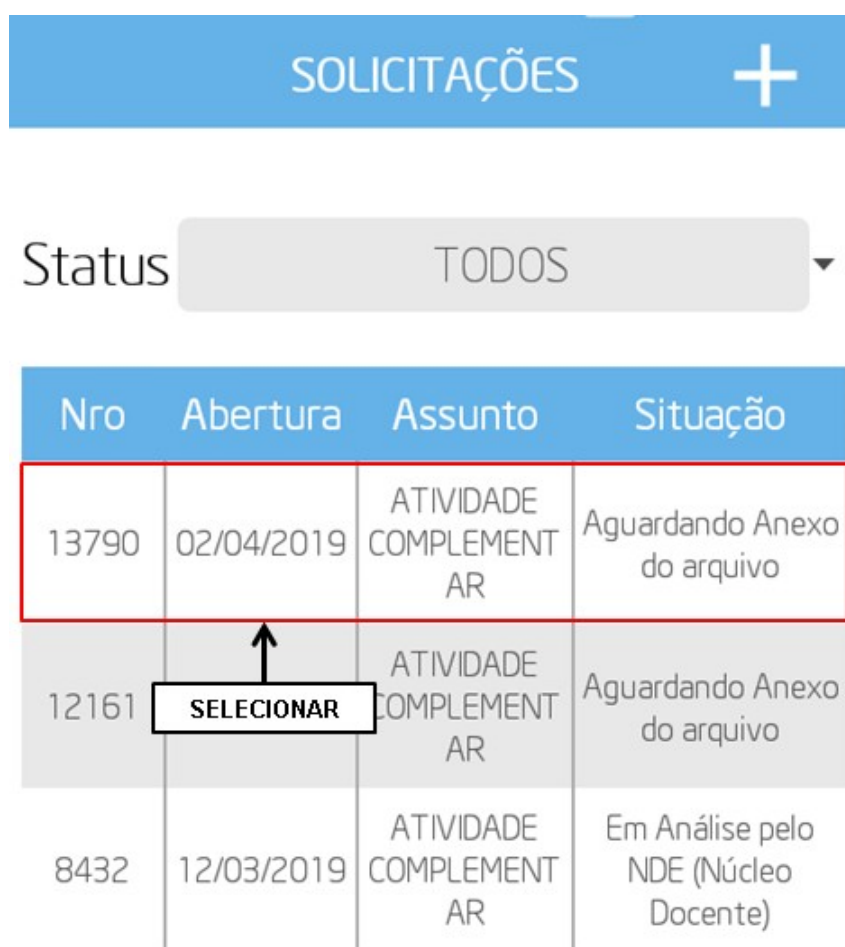 SOLICITAÇÕES +
Status TODOS
Nro Abertura Assunto Situação
13790 02/04/2019 ATIVIDADE COMPLEMENT AR Aguardando Anexo do arquivo
SELECIONAR
12161 ATIVIDADE COMPLEMENT AR Aguardando Anexo do arquivo
8432 12/03/2019 ATIVIDADE COMPLEMENT AR Em Análise pelo NDE (Núcleo Docente)